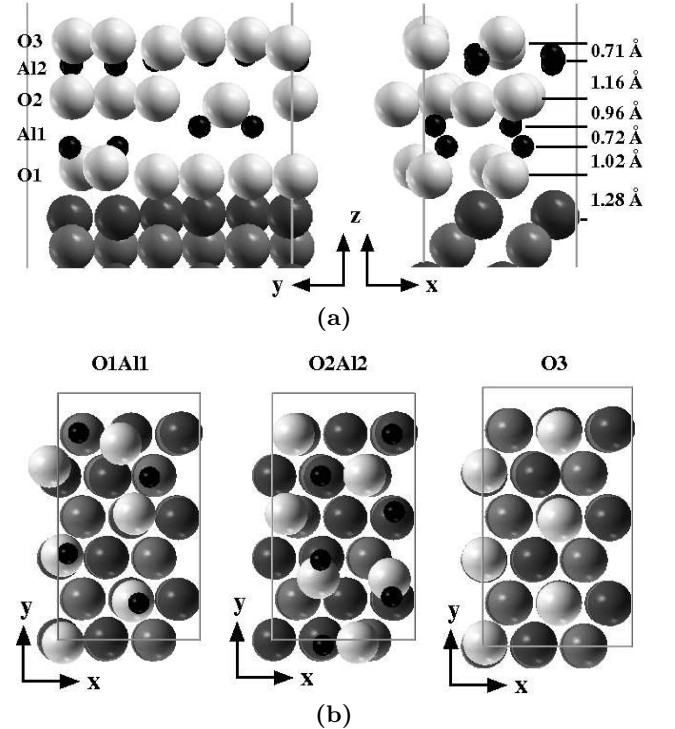 O3
Al2
O2
Al1
O1
0.71 Å
1.16 Å
0.96 Å
0.72 Å
1.02 Å
1.28 Å
z
y x
(a)
O1Al1 O2Al2 O3
y y y
x x x
(b)